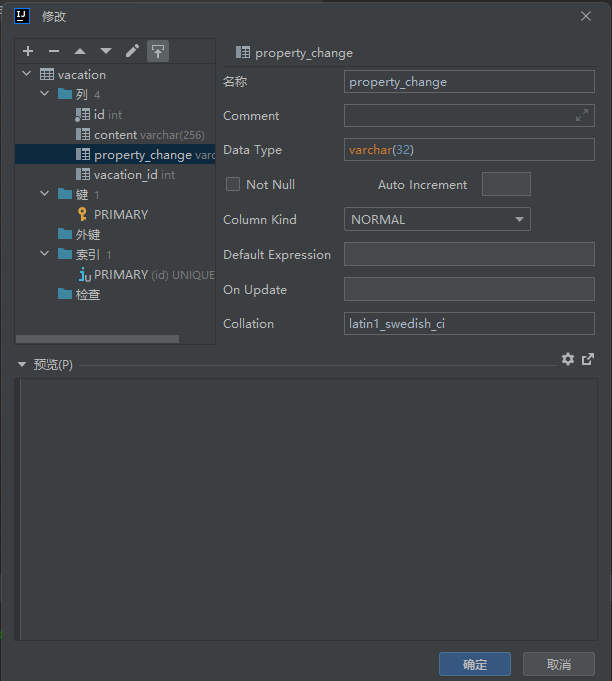 修改
vacation
列 4
id int
content varchar(256)
property_change varc
vacation_id int
键 1
PRIMARY
外键
索引 1
PRIMARY (id) UNIQUE
检查
property_change
名称 property_change
Comment
Data Type varchar(32)
Not Null Auto Increment
Column Kind NORMAL
Default Expression
On Update
Collation latin1_swedish_ci
预览(P)
确定 取消